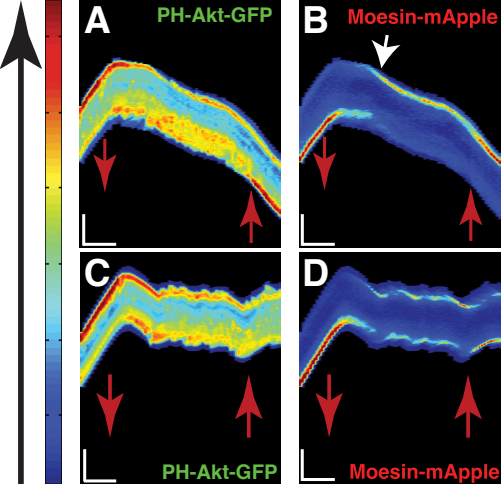 A PH-Akt-GFP
B Moesin-mApple
C
D
PH-Akt-GFP
Moesin-mApple